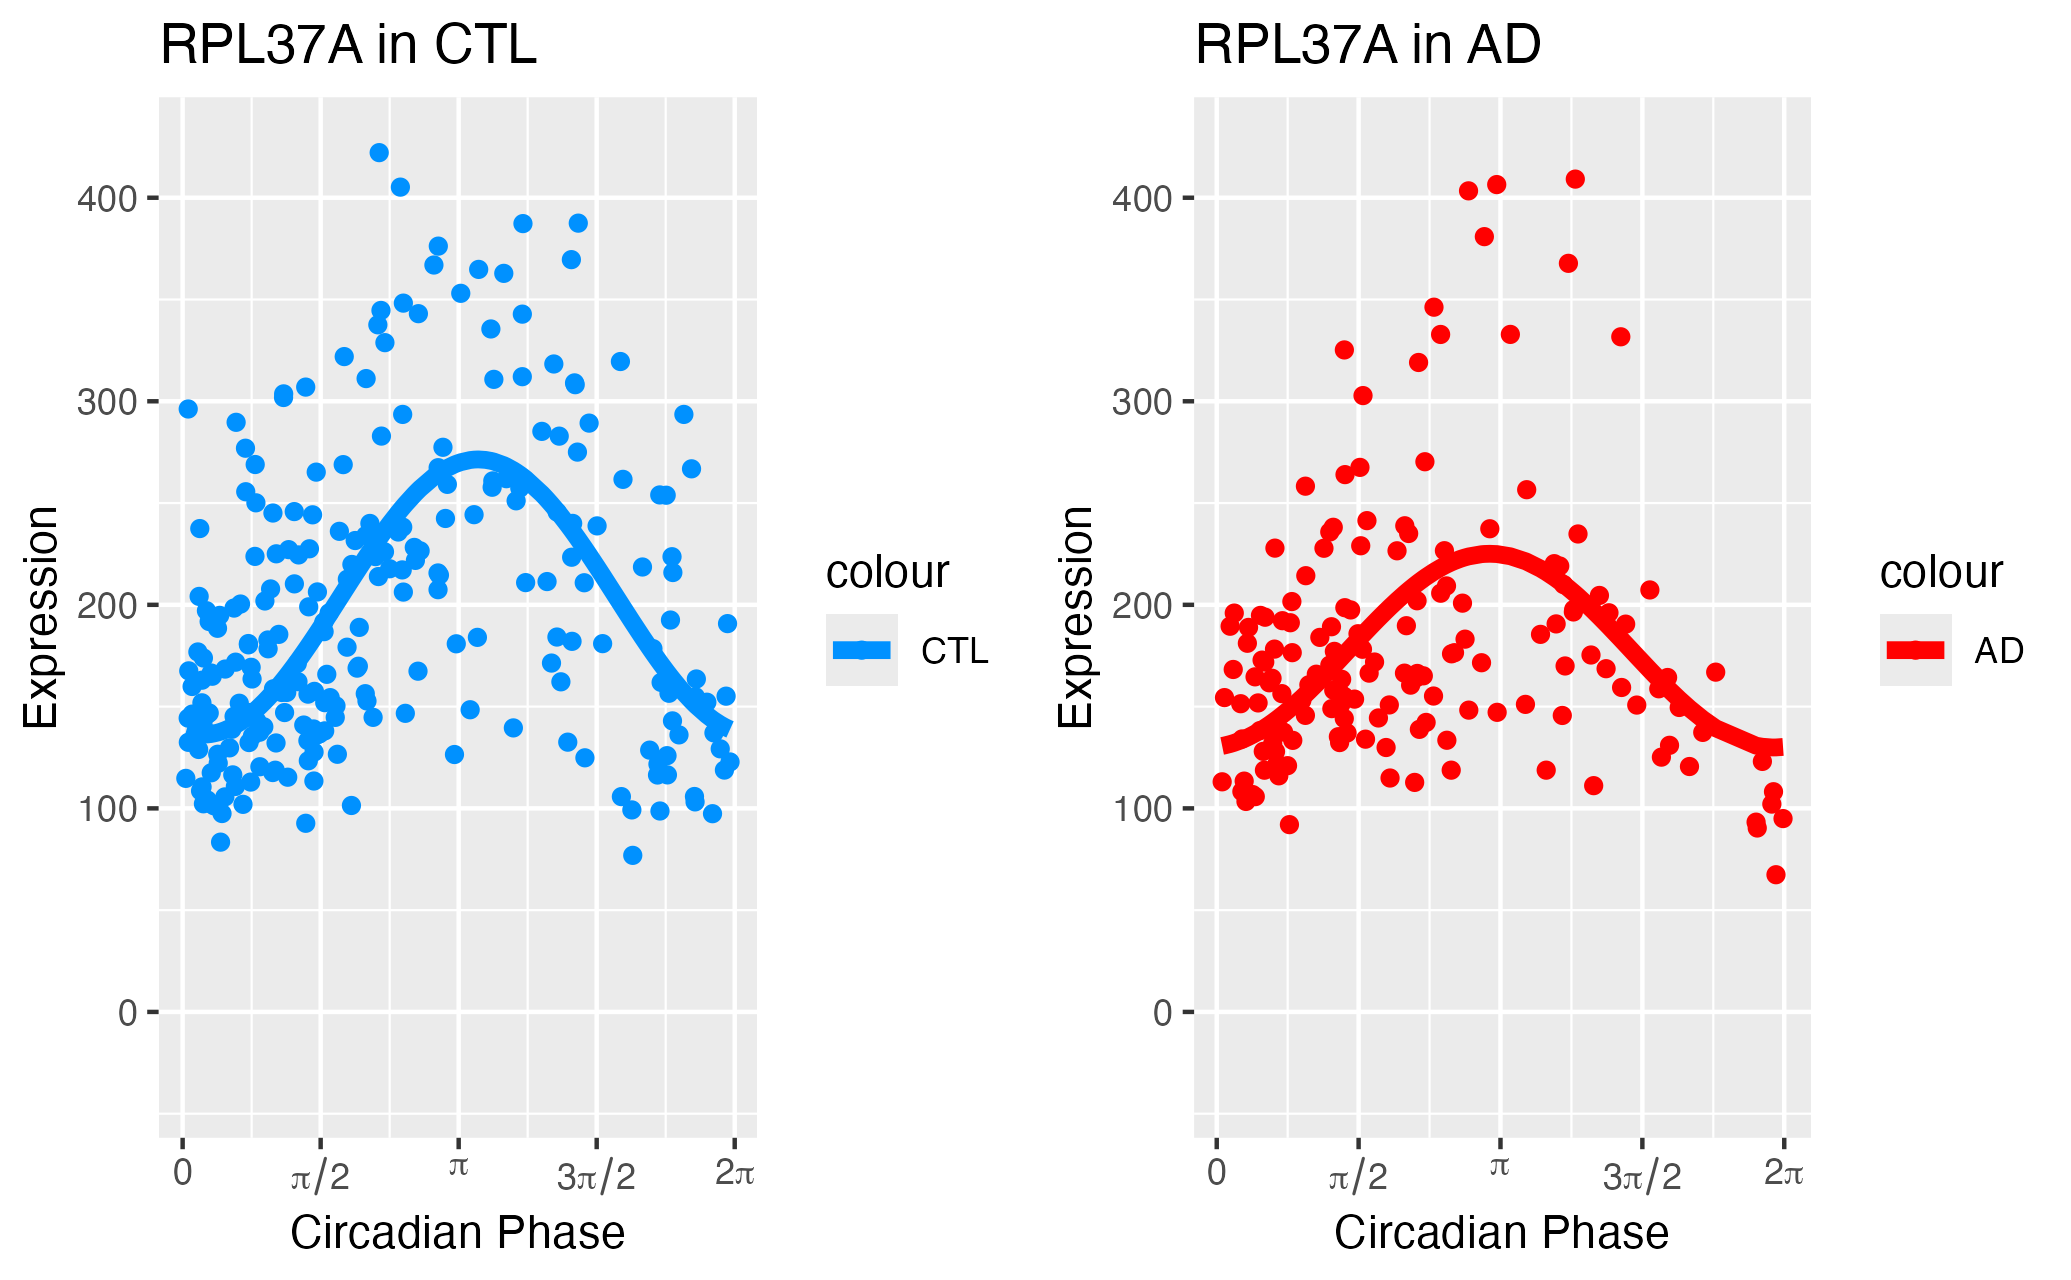 RPL37A in CTL
Expression
400
300
200
100
0
0 π/2 π 3π/2 2π
Circadian Phase
colour
CTL
RPL37A in AD
Expression
400
300
200
100
0
0 π/2 π 3π/2 2π
Circadian Phase
colour
AD